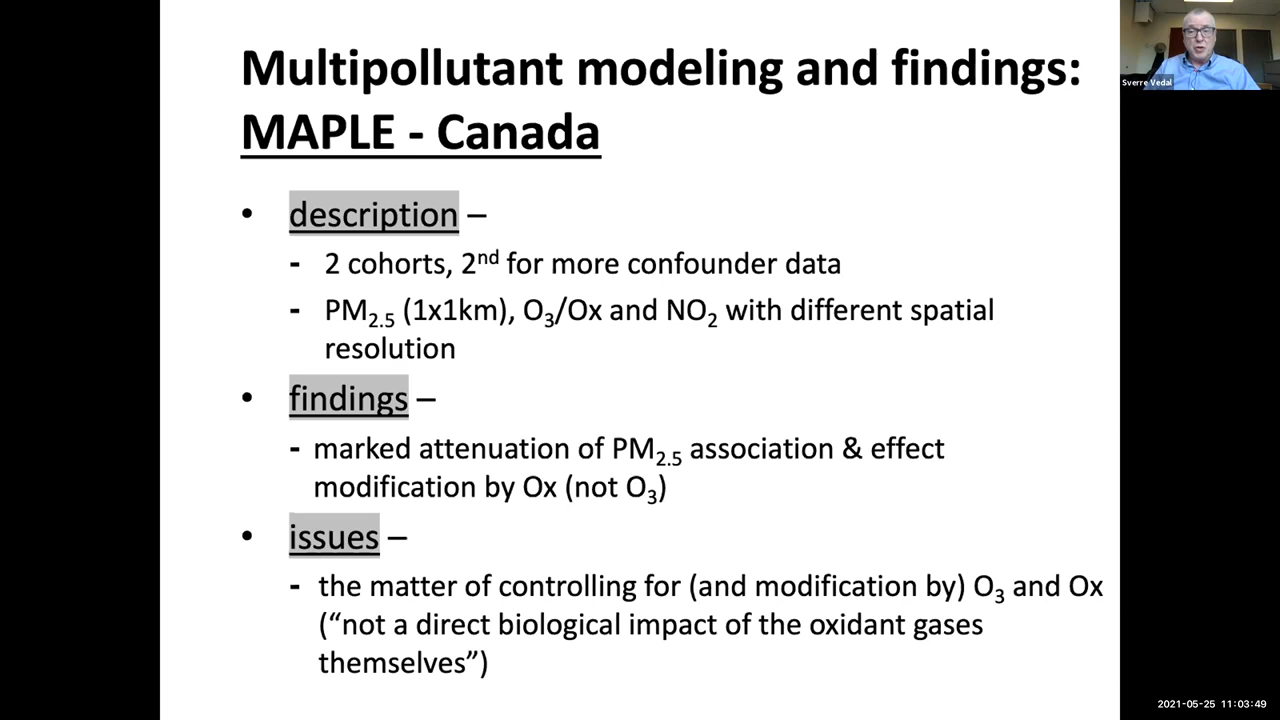 Multipollutant modeling and findings:
MAPLE - Canada
• description –
- 2 cohorts, 2nd for more confounder data
- PM2.5 (1x1km), O3/Ox and NO2 with different spatial
resolution
• findings –
- marked attenuation of PM2.5 association & effect
modification by Ox (not O3)
• issues –
- the matter of controlling for (and modification by) O3 and Ox
(“not a direct biological impact of the oxidant gases
themselves”)
Sverre Vedal
2021-05-25 11:03:49